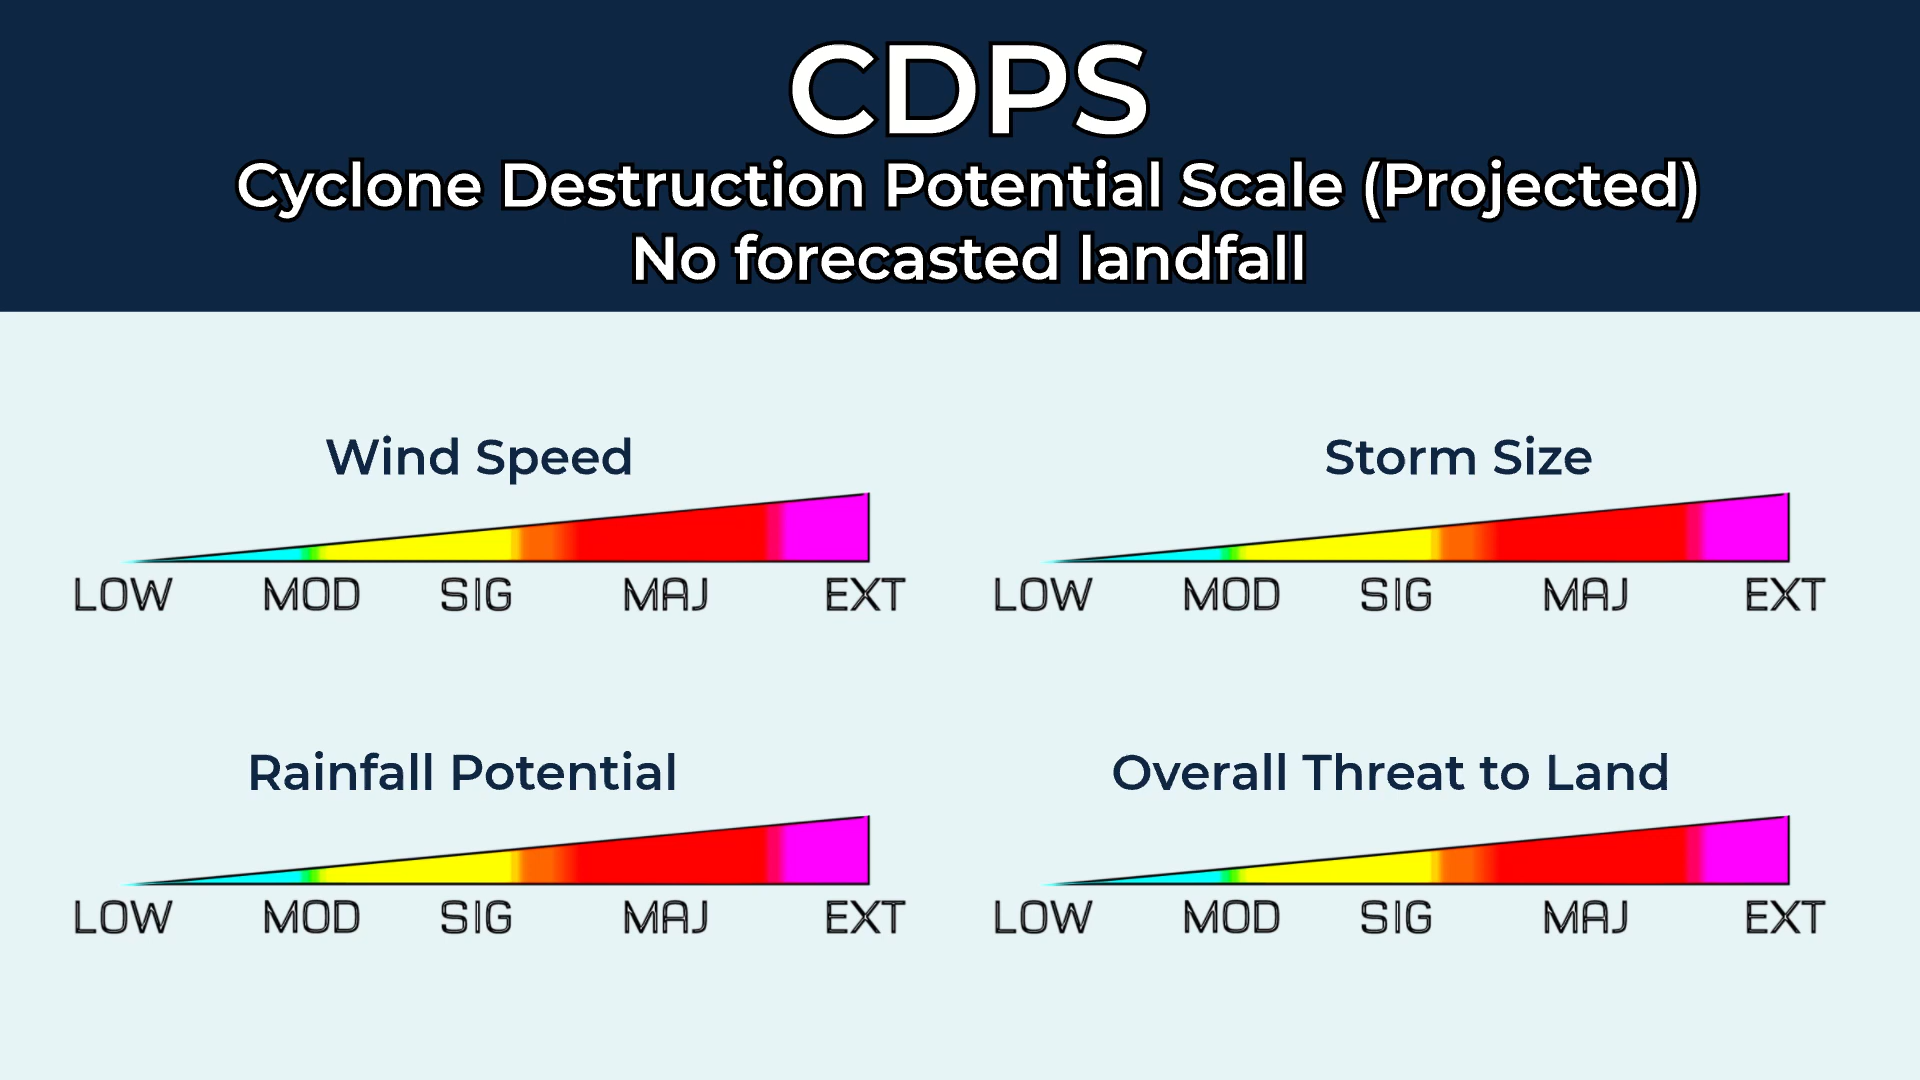 CDPS
Cyclone Destruction Potential Scale (Projected)
No forecasted landfall
Wind Speed
LOW MOD SIG MAJ EXT
Storm Size
LOW MOD SIG MAJ EXT
Rainfall Potential
LOW MOD SIG MAJ EXT
Overall Threat to Land
LOW MOD SIG MAJ EXT